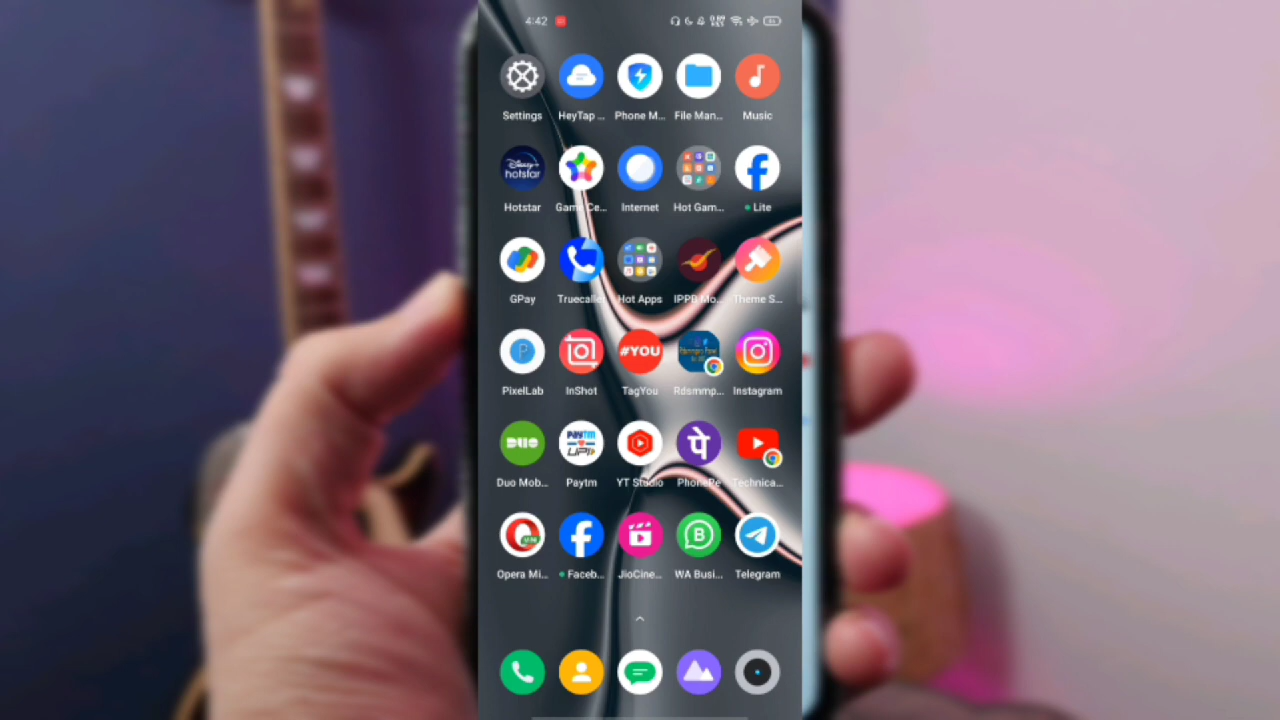 4:42
Settings HeyTap ... Phone M... File Man... Music
Disney+ hotstar
Hotstar Game Ce... Internet Hot Gam... Lite
GPay Truecaller Hot Apps IPPB Mo... Theme S...
P #YOU
PixelLab InShot TagYou Rdsmmp... Instagram
DUO PAYTM UPI पे
Duo Mob... Paytm YT Studio PhonePe Technica...
B
Opera Mi... Faceb... JioCine... WA Busi... Telegram